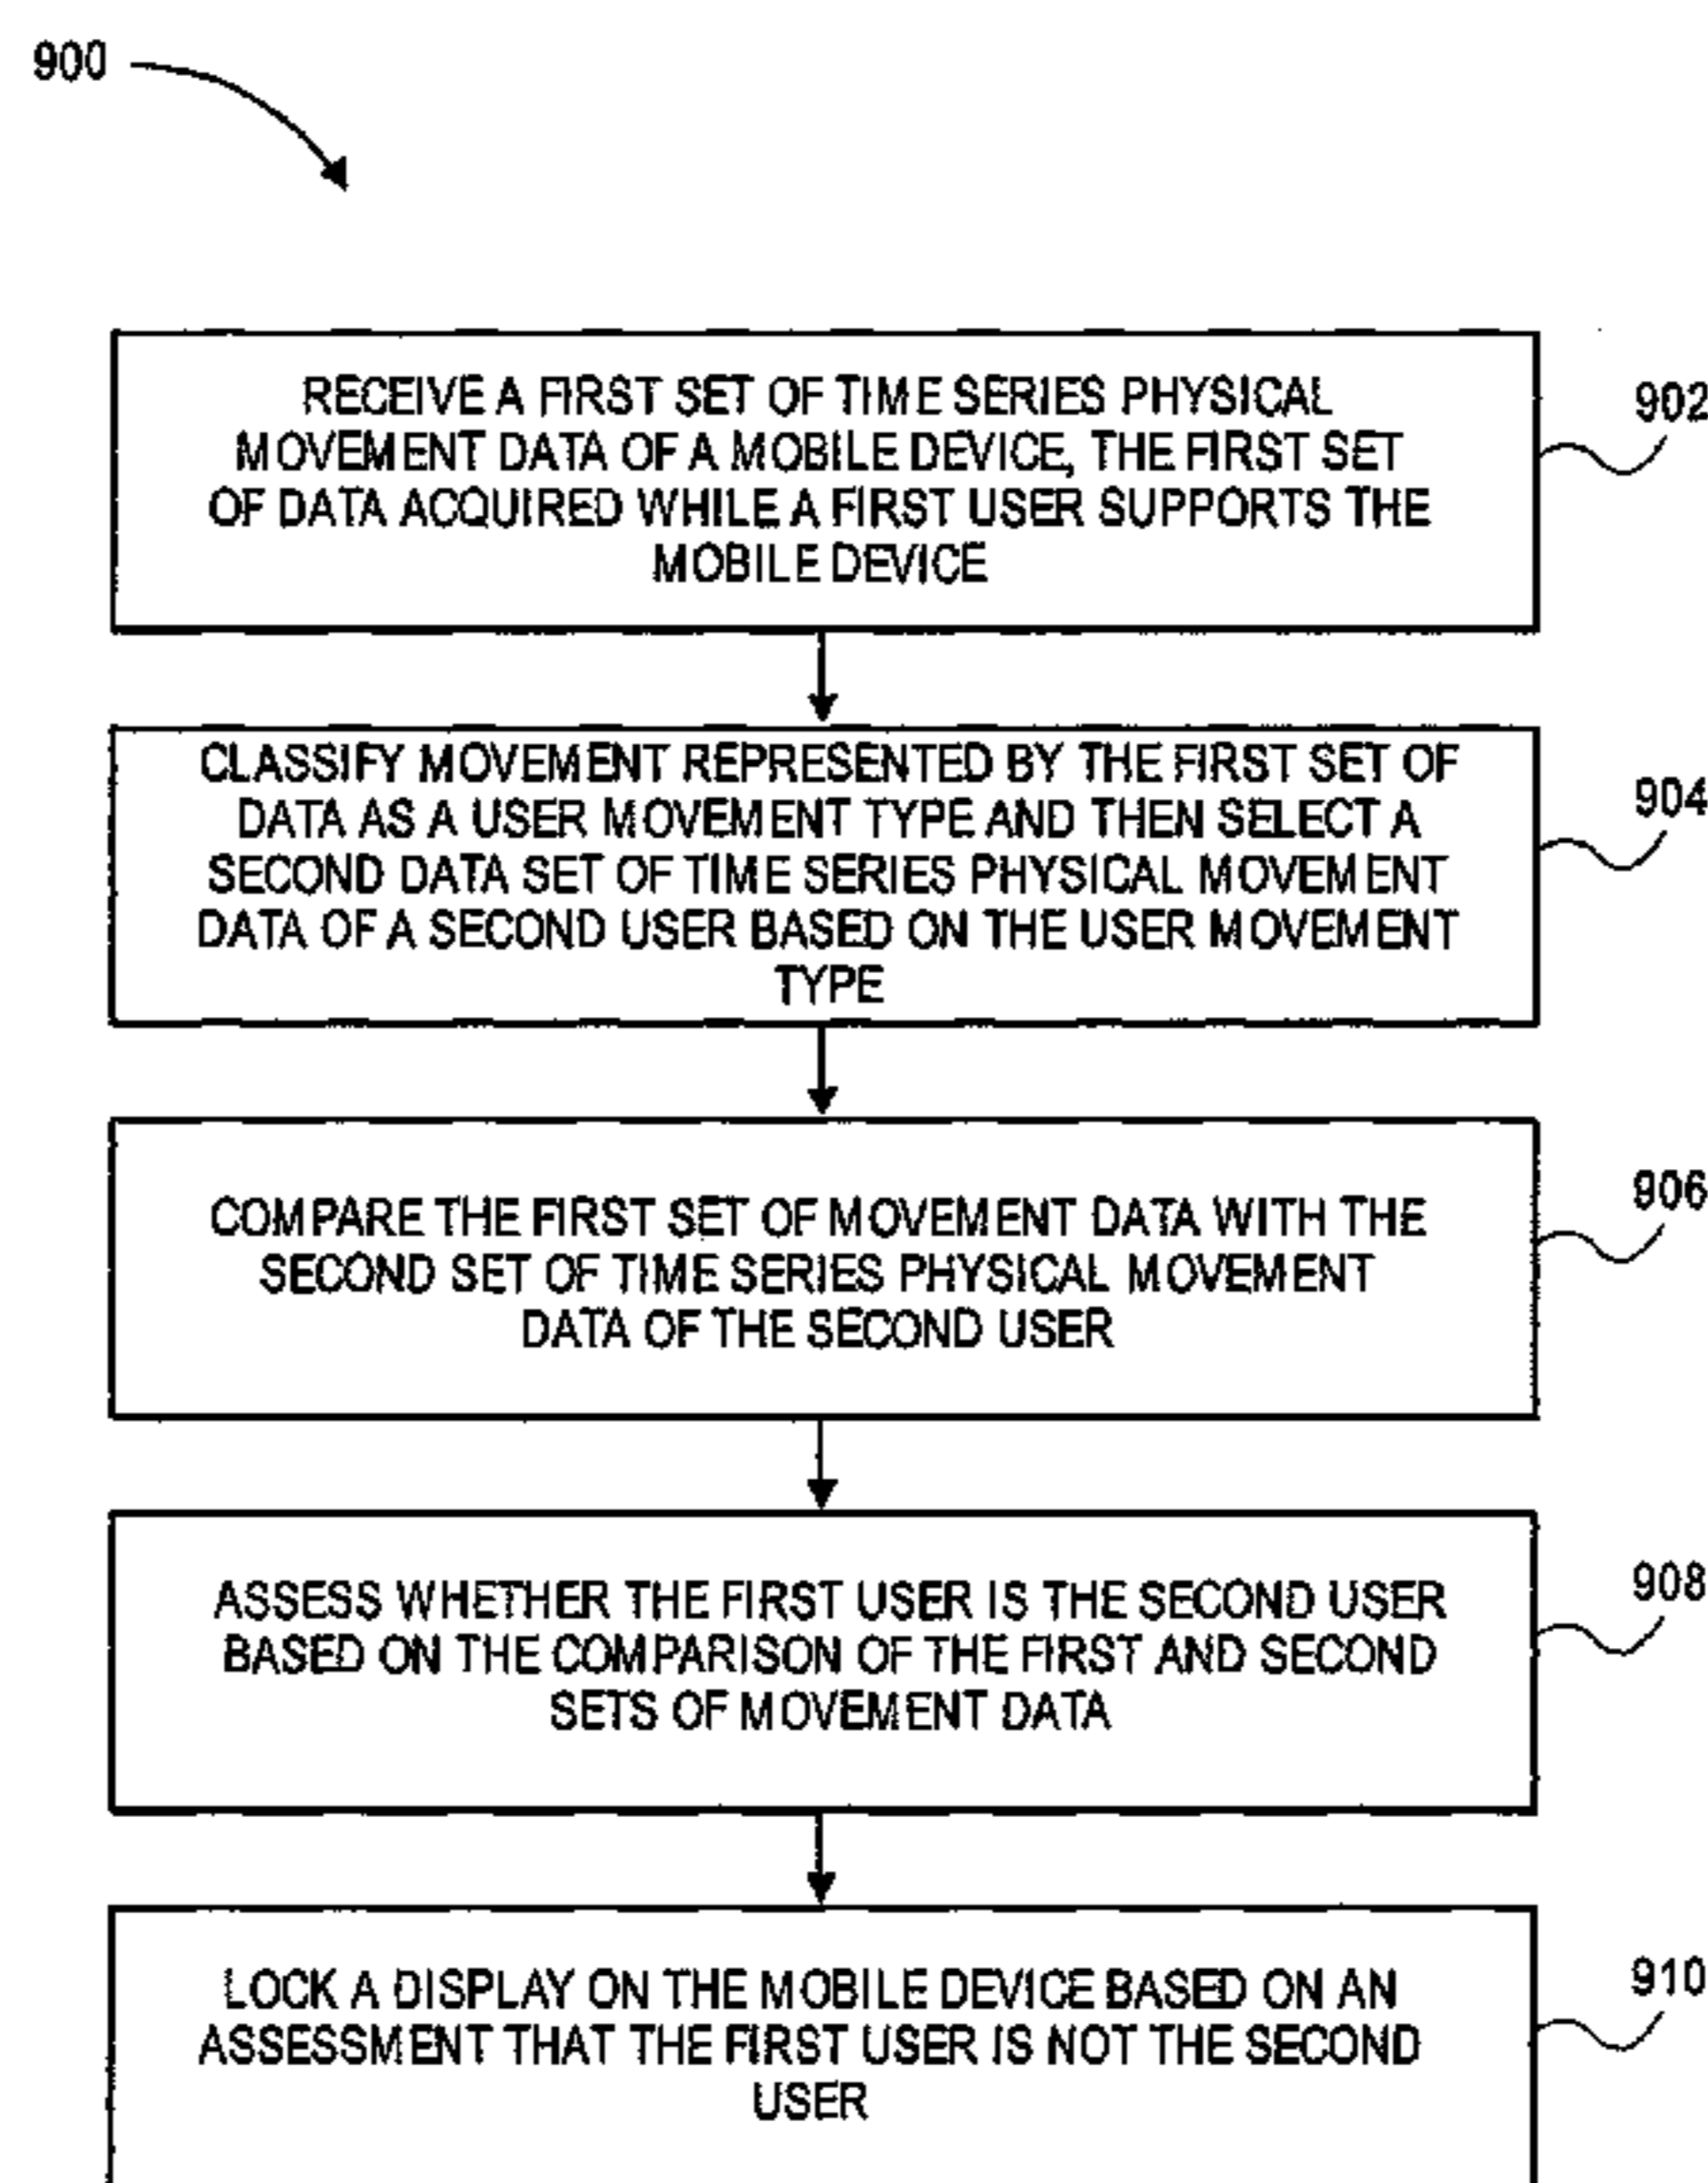 900
RECEIVE A FIRST SET OF TIME SERIES PHYSICAL
MOVEMENT DATA OF A MOBILE DEVICE, THE FIRST SET
OF DATA ACQUIRED WHILE A FIRST USER SUPPORTS THE
MOBILE DEVICE
902
CLASSIFY MOVEMENT REPRESENTED BY THE FIRST SET OF
DATA AS A USER MOVEMENT TYPE AND THEN SELECT A
SECOND DATA SET OF TIME SERIES PHYSICAL MOVEMENT
DATA OF A SECOND USER BASED ON THE USER MOVEMENT
TYPE
904
COMPARE THE FIRST SET OF MOVEMENT DATA WITH THE
SECOND SET OF TIME SERIES PHYSICAL MOVEMENT
DATA OF THE SECOND USER
906
ASSESS WHETHER THE FIRST USER IS THE SECOND USER
BASED ON THE COMPARISON OF THE FIRST AND SECOND
SETS OF MOVEMENT DATA
908
LOCK A DISPLAY ON THE MOBILE DEVICE BASED ON AN
ASSESSMENT THAT THE FIRST USER IS NOT THE SECOND
USER
910